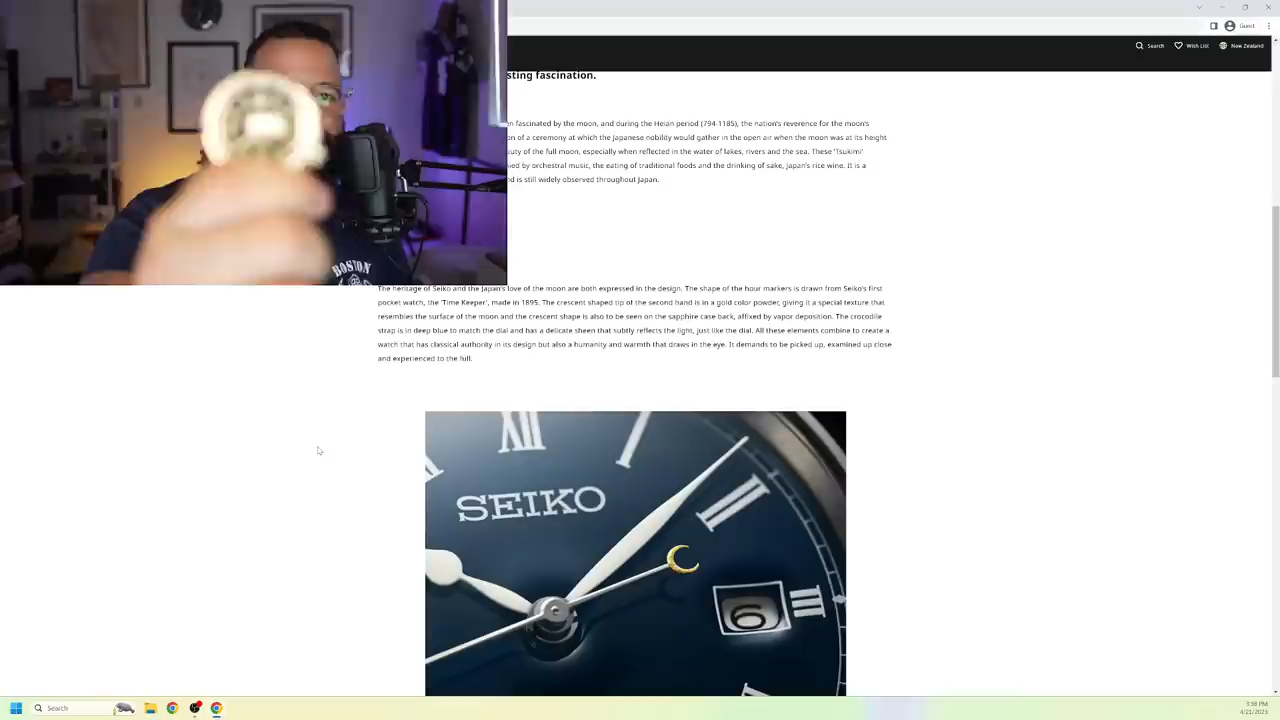 Guest
Search
Wish List
New Zealand
sting fascination.
en fascinated by the moon, and during the Heian period (794-1185), the nation's reverence for the moon's
on of a ceremony at which the Japanese nobility would gather in the open air when the moon was at its height
uty of the full moon, especially when reflected in the water of lakes, rivers and the sea. These 'Tsukimi'
nied by orchestral music, the eating of traditional foods and the drinking of sake, Japan's rice wine. It is a
nd is still widely observed throughout Japan.
BOSTON
The heritage of Seiko and the Japan's love of the moon are both expressed in the design. The shape of the hour markers is drawn from Seiko's first
pocket watch, the 'Time Keeper', made in 1895. The crescent shaped tip of the second hand is in a gold color powder, giving it a special texture that
resembles the surface of the moon and the crescent shape is also to be seen on the sapphire case back, affixed by vapor deposition. The crocodile
strap is in deep blue to match the dial and has a delicate sheen that subtly reflects the light, just like the dial. All these elements combine to create a
watch that has classical authority in its design but also a humanity and warmth that draws in the eye. It demands to be picked up, examined up close
and experienced to the full.
XII
I
II
SEIKO
6
III
Search
3:38 PM
4/21/2023